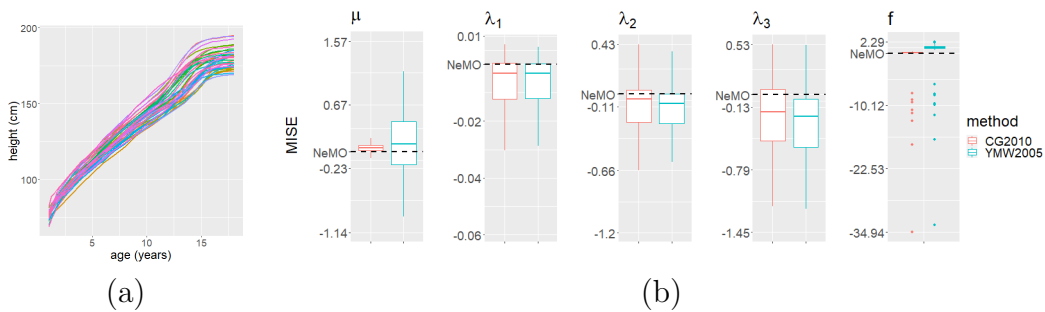 200
150
100
height (cm)
5
10
15
age (years)
(a)
MISE
μ
1.57
0.67
NeMO
-0.23
-1.14
λ1
0.01
NeMO
-0.02
-0.04
-0.06
λ2
0.43
NeMO
-0.11
-0.66
-1.2
λ3
0.53
NeMO
-0.13
-0.79
-1.45
f
2.29
NeMO
-10.12
-22.53
-34.94
method
CG2010
YMW2005
(b)